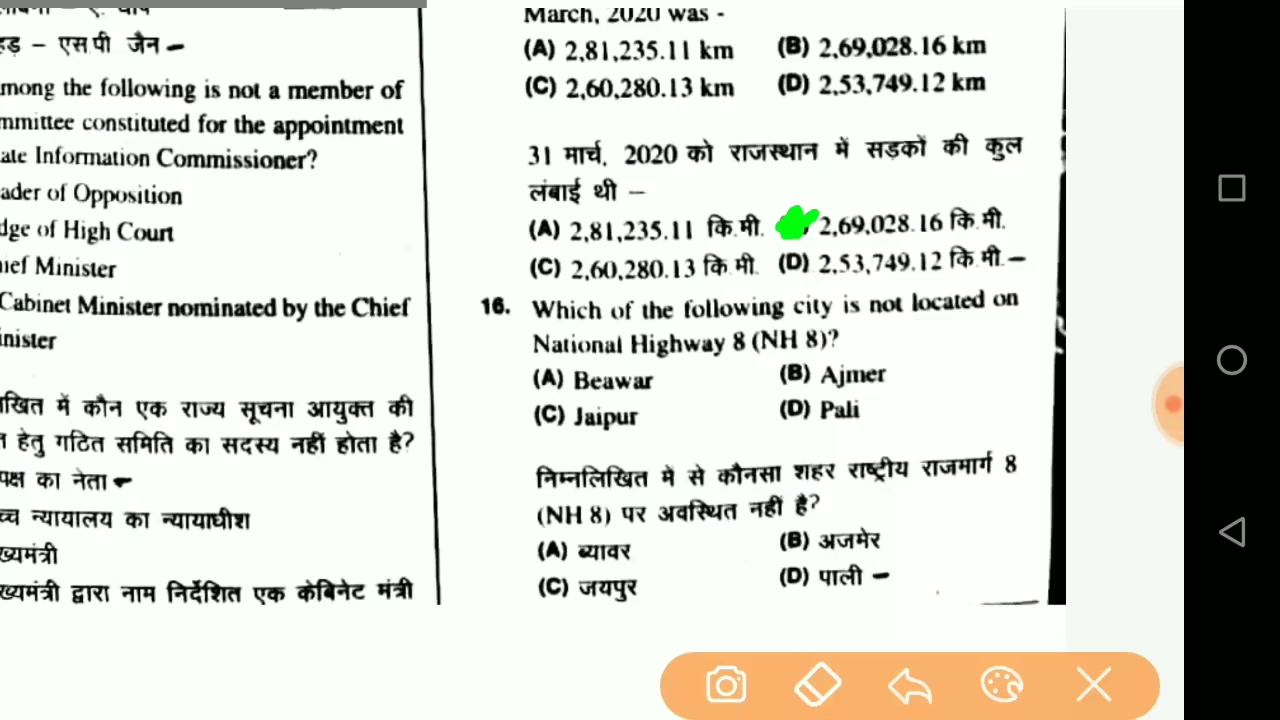 एस पी जैन –
mong the following is not a member of
mmittee constituted for the appointment
ate Information Commissioner?
ader of Opposition
dge of High Court
ief Minister
Cabinet Minister nominated by the Chief
nister
खित में कौन एक राज्य सूचना आयुक्त की
हेतु गठित समिति का सदस्य नहीं होता है?
पक्ष का नेता
च्च न्यायालय का न्यायाधीश
ख्यमंत्री
ख्यमंत्री द्वारा नाम निर्देशित एक केबिनेट मंत्री
March, 2020 was -
(A) 2,81,235.11 km (B) 2,69,028.16 km
(C) 2,60,280.13 km (D) 2,53,749.12 km
31 मार्च, 2020 को राजस्थान में सड़कों की कुल
लंबाई थी –
(A) 2,81,235.11 कि.मी. 2,69,028.16 कि.मी.
(C) 2,60,280.13 कि.मी. (D) 2,53,749.12 कि.मी.
16. Which of the following city is not located on
National Highway 8 (NH 8)?
(A) Beawar (B) Ajmer
(C) Jaipur (D) Pali
निम्नलिखित में से कौनसा शहर राष्ट्रीय राजमार्ग 8
(NH 8) पर अवस्थित नहीं है?
(A) ब्यावर (B) अजमेर
(C) जयपुर (D) पाली